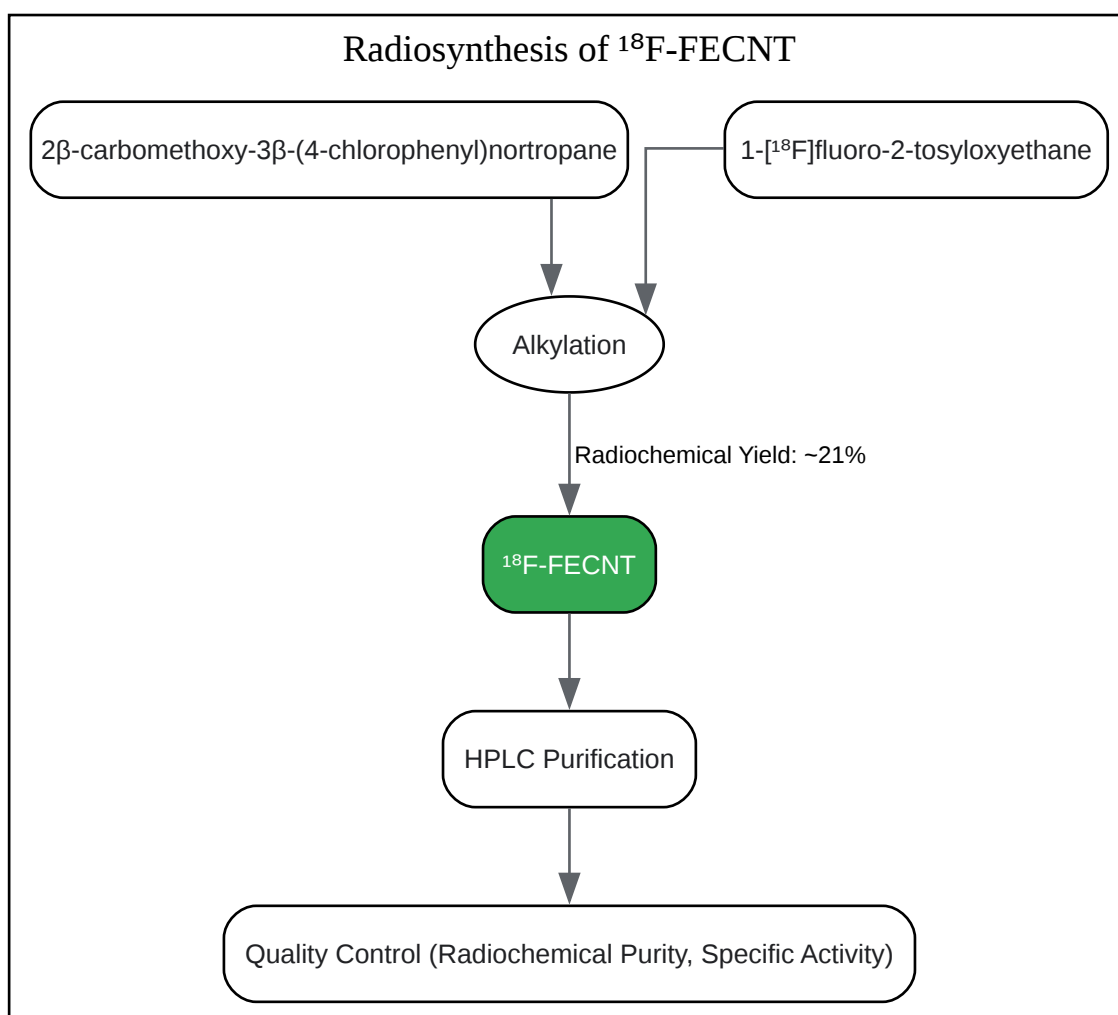 Radiosynthesis of ¹⁸F-FECNT
2β-carbomethoxy-3β-(4-chlorophenyl)nortropane
1-[¹⁸F]fluoro-2-tosyloxyethane
Alkylation
Radiochemical Yield: ~21%
¹⁸F-FECNT
HPLC Purification
Quality Control (Radiochemical Purity, Specific Activity)